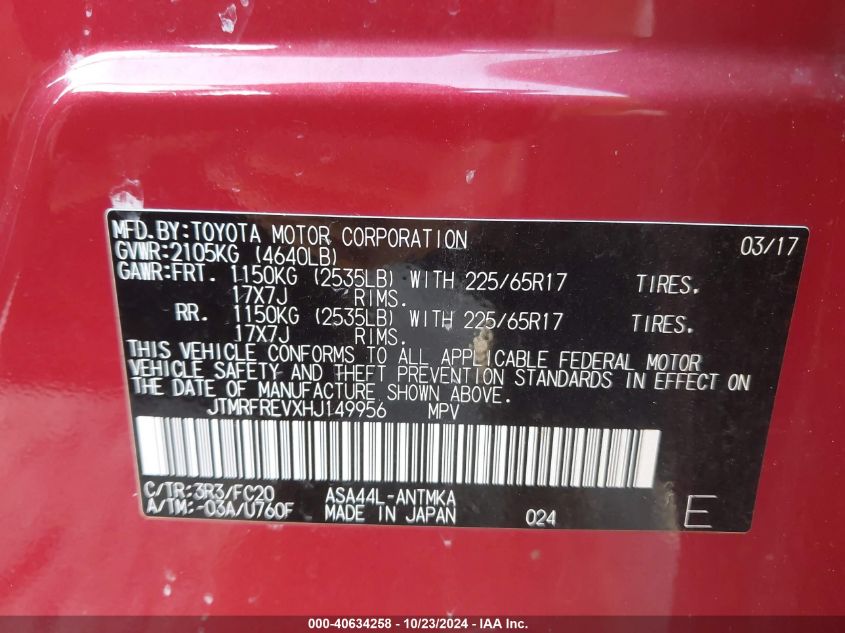 MFD.BY:TOYOTA MOTOR CORPORATION 03/17
GVWR:2105KG (4640LB)
GAWR:FRT. 1150KG (2535LB) WITH 225/65R17 TIRES.
17X7J RIMS.
RR. 1150KG (2535LB) WITH 225/65R17 TIRES.
17X7J RIMS.
THIS VEHICLE CONFORMS TO ALL APPLICABLE FEDERAL MOTOR
VEHICLE SAFETY AND THEFT PREVENTION STANDARDS IN EFFECT ON
THE DATE OF MANUFACTURE SHOWN ABOVE.
JTMRFREVXHJ149956 MPV
C/TR:3R3/FC20 ASA44L-ANTMKA
A/TM:-03A/U760F MADE IN JAPAN 024 E
000-40634258 - 10/23/2024 - IAA Inc.